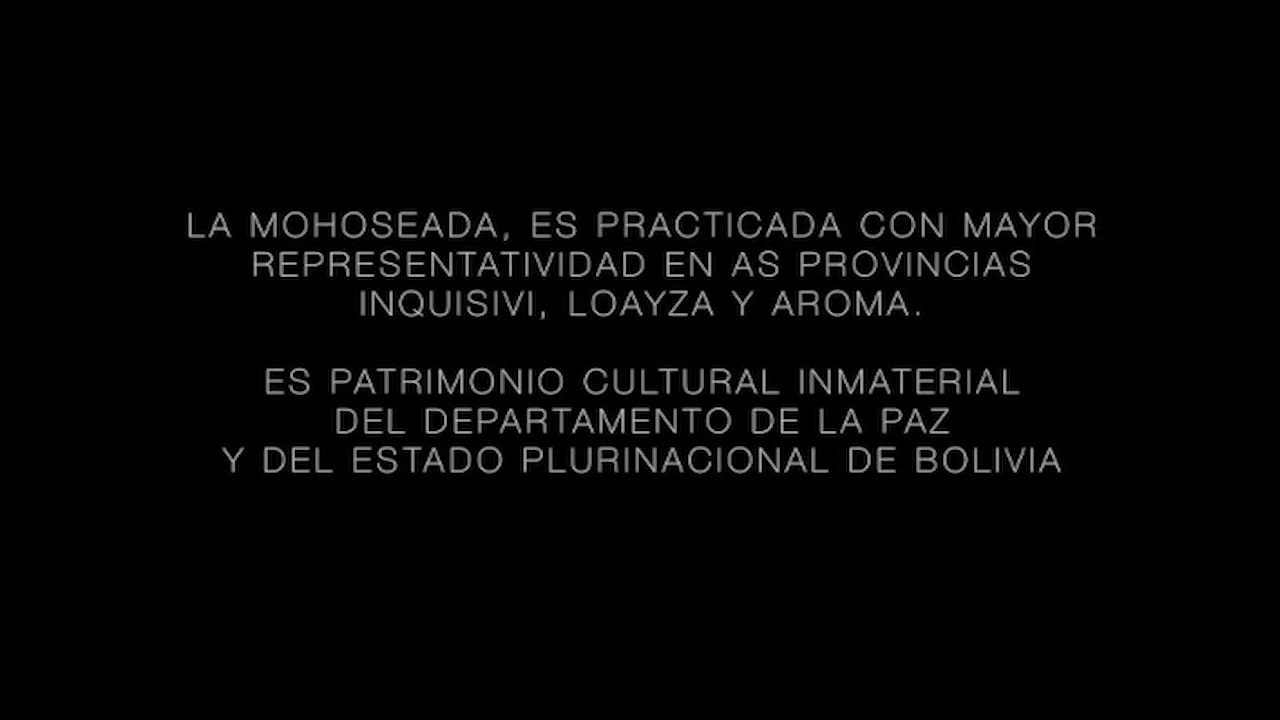 LA MOHOSEADA, ES PRACTICADA CON MAYOR
REPRESENTATIVIDAD EN AS PROVINCIAS
INQUISIVI, LOAYZA Y AROMA.
ES PATRIMONIO CULTURAL INMATERIAL
DEL DEPARTAMENTO DE LA PAZ
Y DEL ESTADO PLURINACIONAL DE BOLIVIA